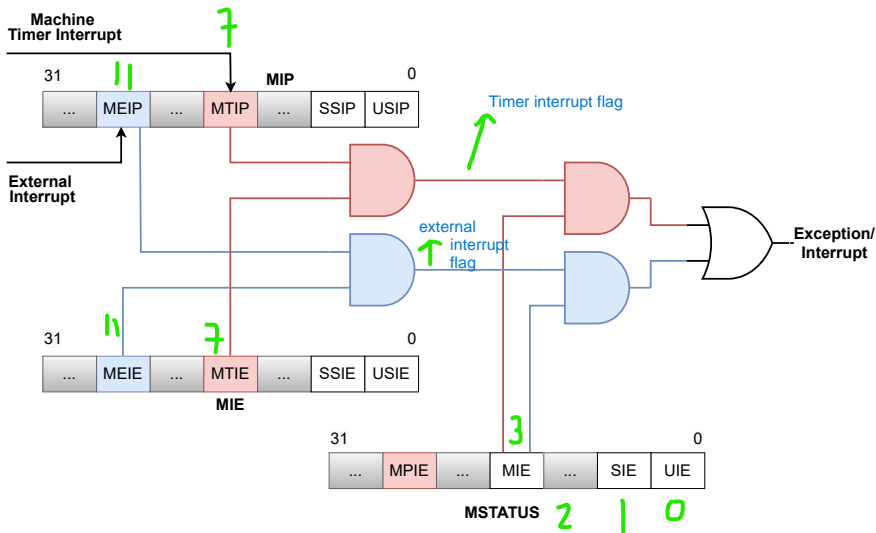 Machine
Timer Interrupt
7
31
11
MIP
0
... MEIP ... MTIP ... SSIP USIP
Timer interrupt flag
External
Interrupt
external
interrupt
flag
Exception/
Interrupt
31
11
7
0
... MEIE ... MTIE ... SSIE USIE
MIE
31
3
0
... MPIE ... MIE ... SIE UIE
MSTATUS
2
1
0